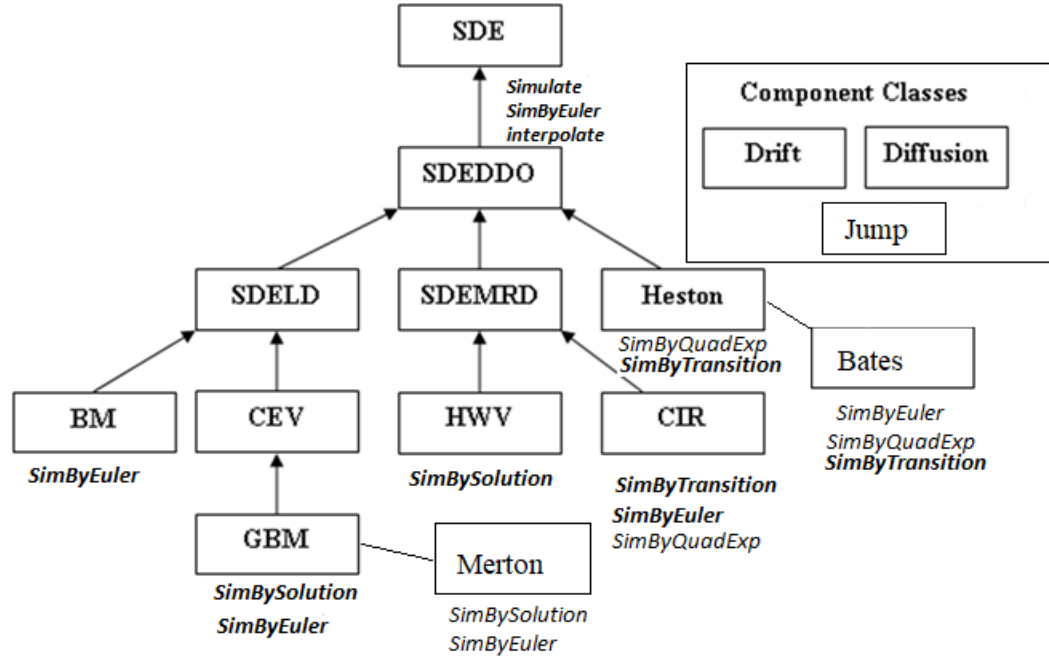 SDE
Simulate
SimByEuler
interpolate
Component Classes
Drift
Diffusion
Jump
SDEDDO
SDELD
SDEMRD
Heston
SimByQuadExp
SimByTransition
Bates
SimByEuler
SimByQuadExp
SimByTransition
BM
SimByEuler
CEV
HWV
SimBySolution
CIR
SimByTransition
SimByEuler
SimByQuadExp
GBM
SimBySolution
SimByEuler
Merton
SimBySolution
SimByEuler